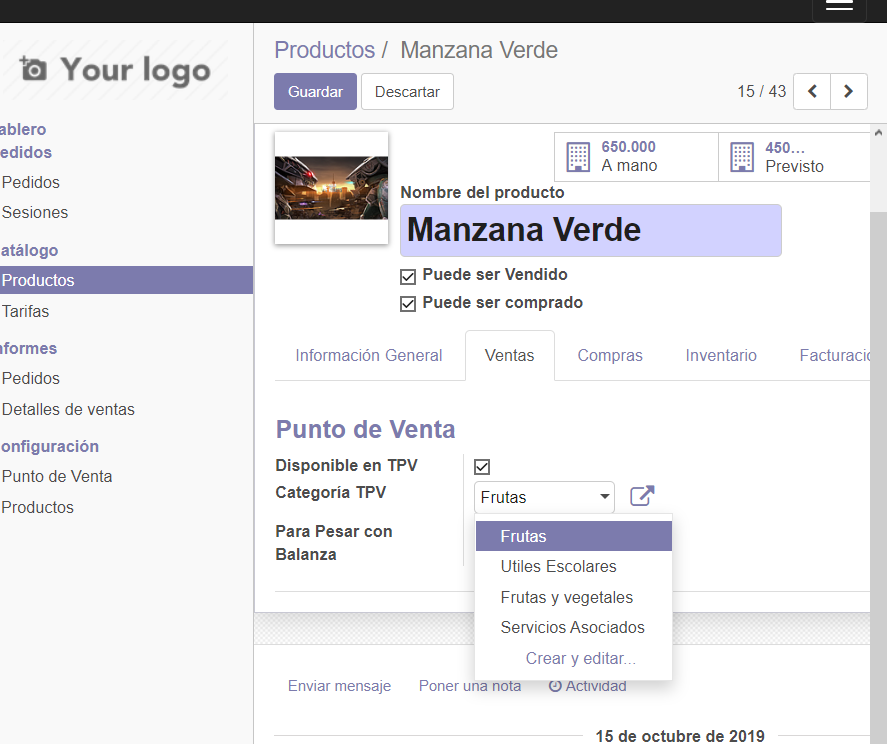 Your logo
ablero
edidos
Pedidos
Sesiones
atálogo
Productos
Tarifas
nformes
Pedidos
Detalles de ventas
onfiguración
Punto de Venta
Productos
Productos / Manzana Verde
Guardar Descartar 15 / 43
650.000 450...
A mano Previsto
Nombre del producto
Manzana Verde
Puede ser Vendido
Puede ser comprado
Información General Ventas Compras Inventario Facturació
Punto de Venta
Disponible en TPV
Categoría TPV Frutas
Para Pesar con
Balanza
Frutas
Utiles Escolares
Frutas y vegetales
Servicios Asociados
Crear y editar...
Enviar mensaje Poner una nota Actividad
15 de octubre de 2019